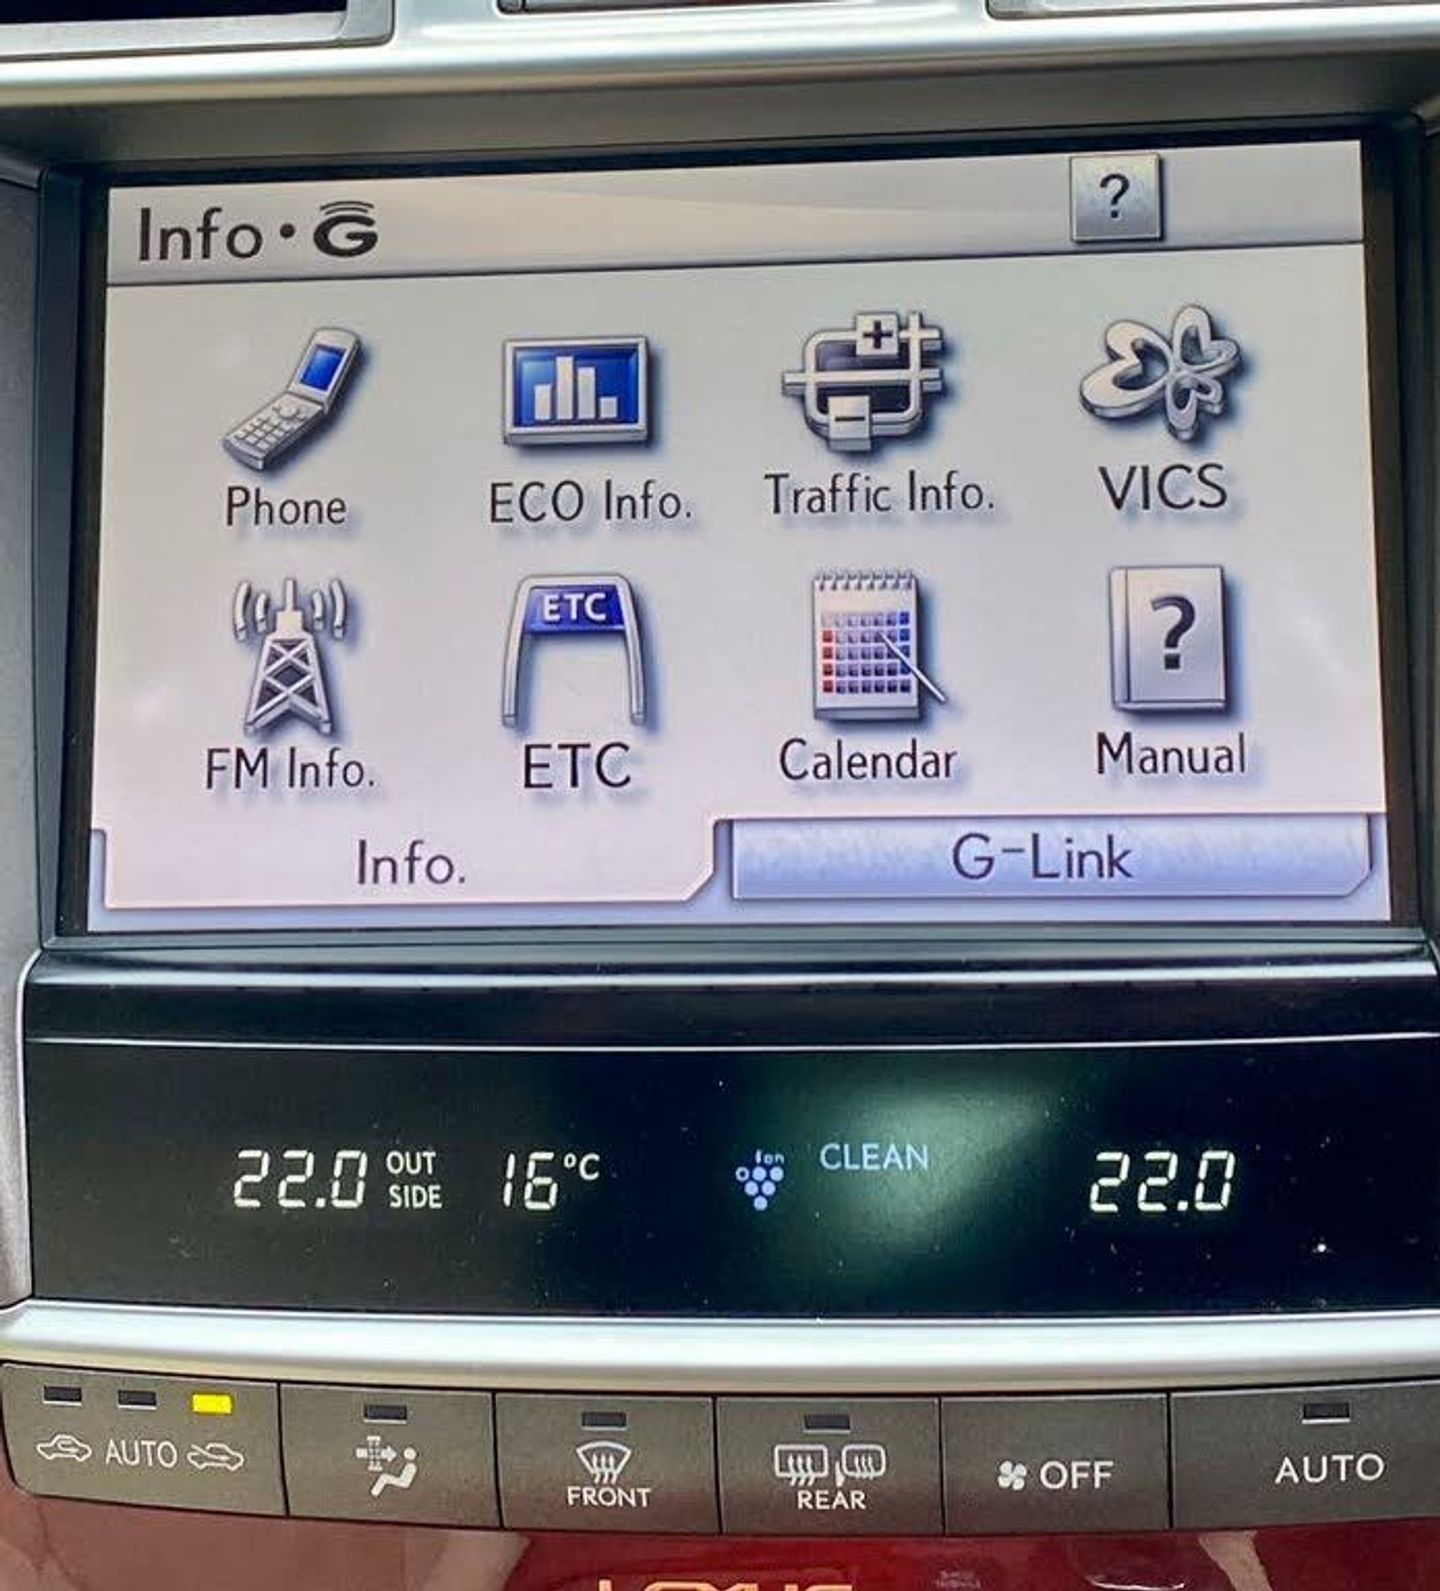 Info・G
?
Phone
ECO Info.
Traffic Info.
VICS
FM Info.
ETC
ETC
Calendar
?
Manual
Info.
G-Link
22.0 OUT SIDE 16°C
Ion
CLEAN
22.0
AUTO
FRONT
REAR
OFF
AUTO
LEXUS